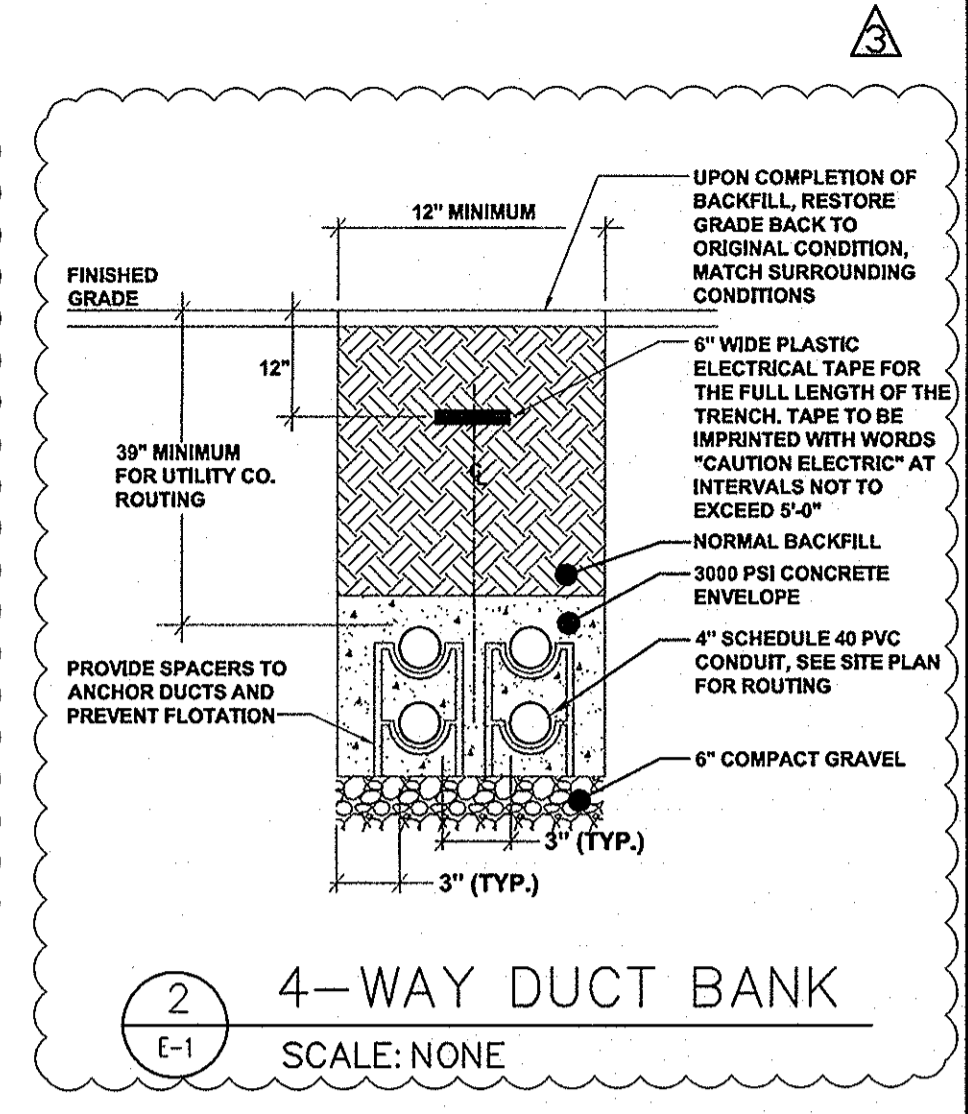 3
UPON COMPLETION OF
BACKFILL, RESTORE
GRADE BACK TO
ORIGINAL CONDITION,
MATCH SURROUNDING
CONDITIONS
12" MINIMUM
FINISHED
GRADE
12"
6" WIDE PLASTIC
ELECTRICAL TAPE FOR
THE FULL LENGTH OF THE
TRENCH. TAPE TO BE
IMPRINTED WITH WORDS
"CAUTION ELECTRIC" AT
INTERVALS NOT TO
EXCEED 5'-0"
39" MINIMUM
FOR UTILITY CO.
ROUTING
CL
NORMAL BACKFILL
3000 PSI CONCRETE
ENVELOPE
4" SCHEDULE 40 PVC
CONDUIT, SEE SITE PLAN
FOR ROUTING
PROVIDE SPACERS TO
ANCHOR DUCTS AND
PREVENT FLOTATION
6" COMPACT GRAVEL
3" (TYP.)
3" (TYP.)
2
E-1
4-WAY DUCT BANK
SCALE: NONE